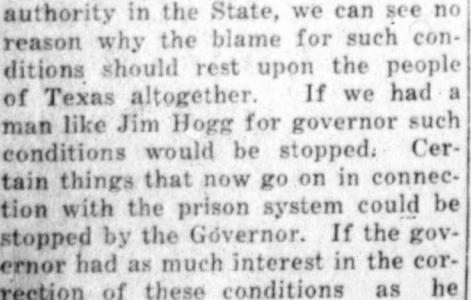 authority in the State, we can see no
reason why the blame for such con-
ditions should rest upon the people
of Texas altogether. If we had a
man like Jim Hogg for governor such
conditions would be stopped. Cer-
tain things that now go on in connec-
tion with the prison system could be
stopped by the Governor. If the gov-
ernor had as much interest in the cor-
rection of these conditions as he